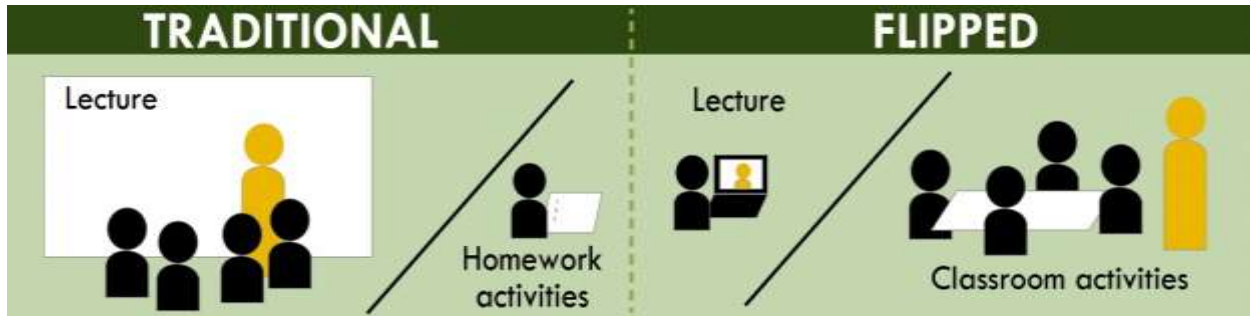 TRADITIONAL
Lecture
Homework
activities
FLIPPED
Lecture
Classroom activities